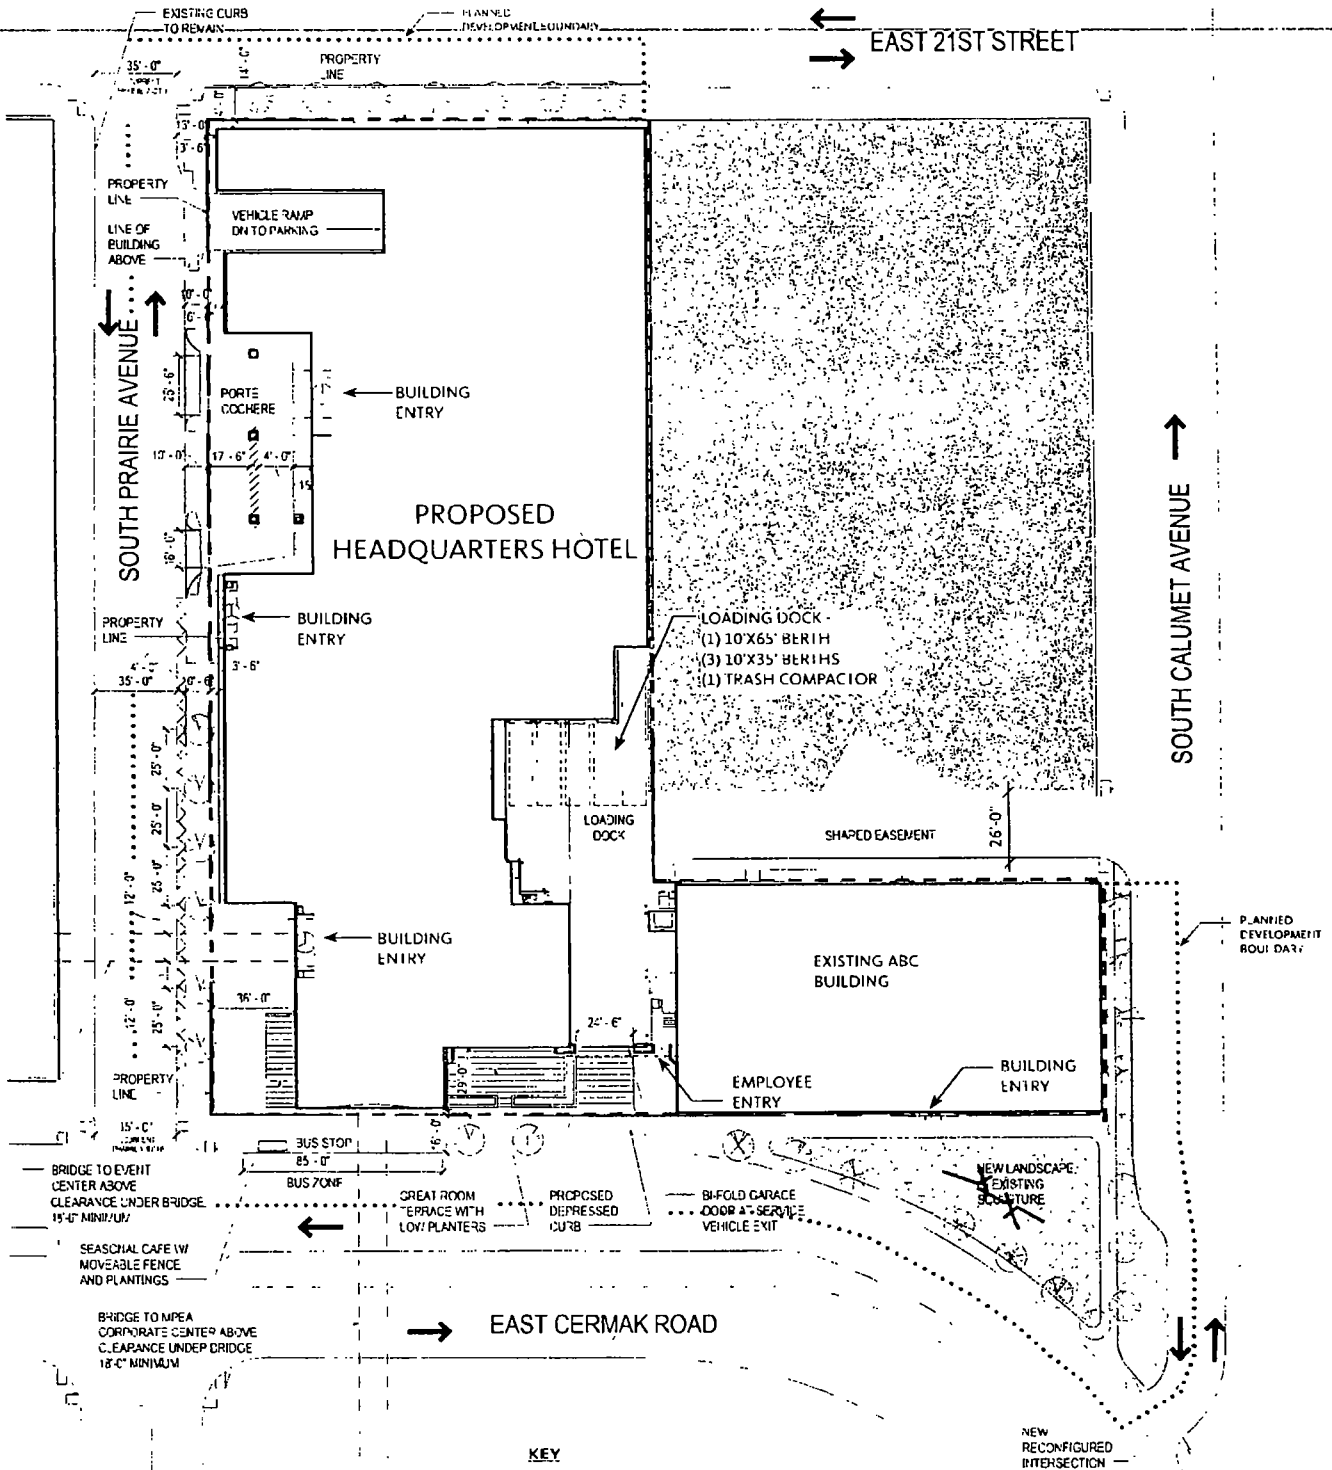 EXISTING CURB
TO REMAIN
PLANNED
DEVELOPMENT BOUNDARY
EAST 21ST STREET
PROPERTY
LINE
35'-0"
14'-0"
3'-6"
PROPERTY
LINE
VEHICLE RAMP
DN TO PARKING
LINE OF
BUILDING
ABOVE
SOUTH PRAIRIE AVENUE
PORTE
COCHERE
BUILDING
ENTRY
17'-6"
4'-0"
16'-0"
PROPOSED
HEADQUARTERS HOTEL
SOUTH CALUMET AVENUE
BUILDING
ENTRY
PROPERTY
LINE
3'-6"
35'-0"
LOADING DOCK -
(1) 10'X65' BERTH
(3) 10'X35' BERTHS
(1) TRASH COMPACTOR
25'-0"
25'-0"
25'-0"
12'-0"
LOADING
DOCK
SHARED EASEMENT
26'-0"
BUILDING
ENTRY
EXISTING ABC
BUILDING
PLANNED
DEVELOPMENT
BOUNDARY
36'-0"
12'-0"
25'-0"
24'-6"
29'-0"
PROPERTY
LINE
EMPLOYEE
ENTRY
BUILDING
ENTRY
BUS STOP
85'-0"
BUS ZONE
16'-0"
BRIDGE TO EVENT
CENTER ABOVE
CLEARANCE UNDER BRIDGE
MINIMUM
GREAT ROOM
TERRACE WITH
LOW PLANTERS
PROPOSED
DEPRESSED
CURB
BI-FOLD GARAGE
DOOR AT SERVICE
VEHICLE EXIT
NEW LANDSCAPE,
EXISTING
SCULPTURE
SEASONAL CAFE W/
MOVEABLE FENCE
AND PLANTINGS
BRIDGE TO MPEA
CORPORATE CENTER ABOVE
CLEARANCE UNDER BRIDGE
18'-0" MINIMUM
EAST CERMAK ROAD
KEY
NEW
RECONFIGURED
INTERSECTION